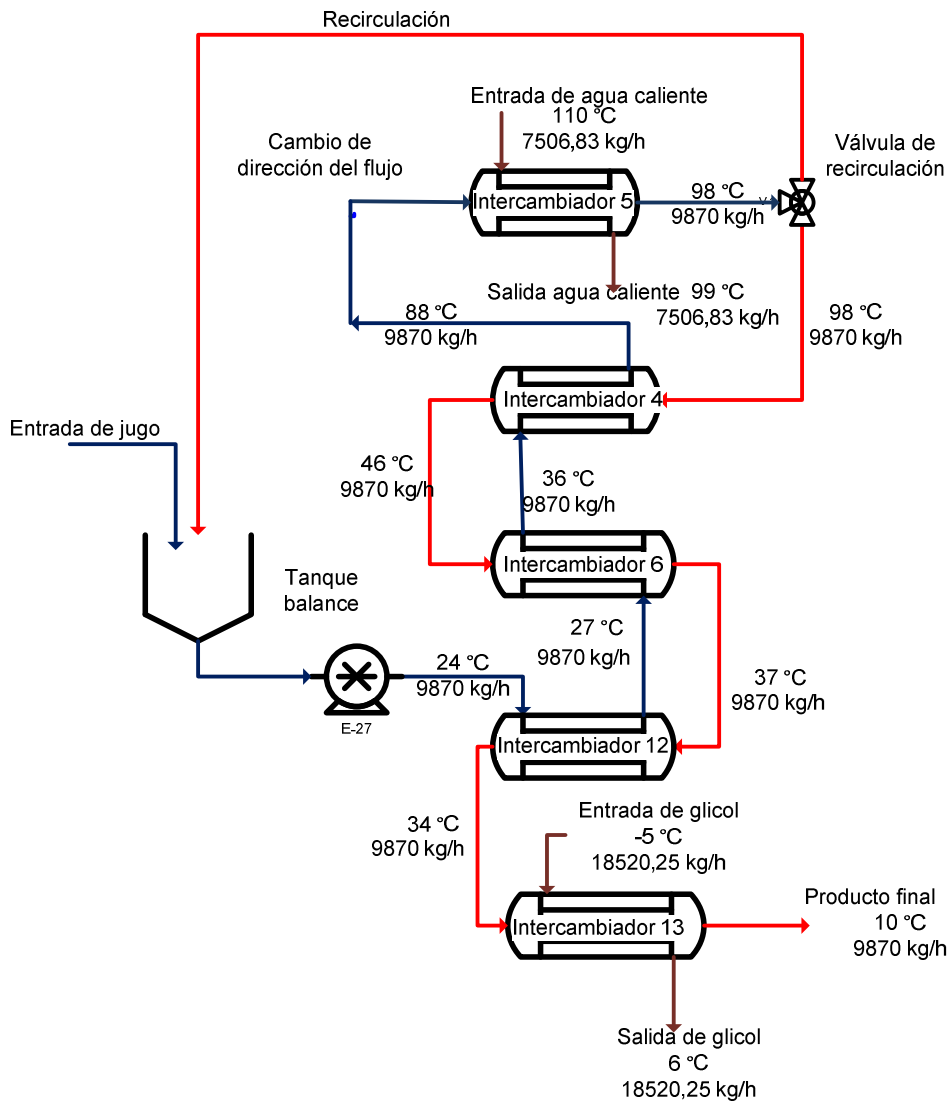 Recirculación
Entrada de agua caliente
110 °C
7506,83 kg/h
Cambio de
dirección del flujo
Válvula de
recirculación
Intercambiador 5
98 °C
9870 kg/h
Salida agua caliente
99 °C
7506,83 kg/h
88 °C
9870 kg/h
98 °C
9870 kg/h
Intercambiador 4
Entrada de jugo
46 °C
9870 kg/h
36 °C
9870 kg/h
Intercambiador 6
Tanque
balance
27 °C
9870 kg/h
24 °C
9870 kg/h
37 °C
9870 kg/h
E-27
Intercambiador 12
34 °C
9870 kg/h
Entrada de glicol
-5 °C
18520,25 kg/h
Intercambiador 13
Producto final
10 °C
9870 kg/h
Salida de glicol
6 °C
18520,25 kg/h